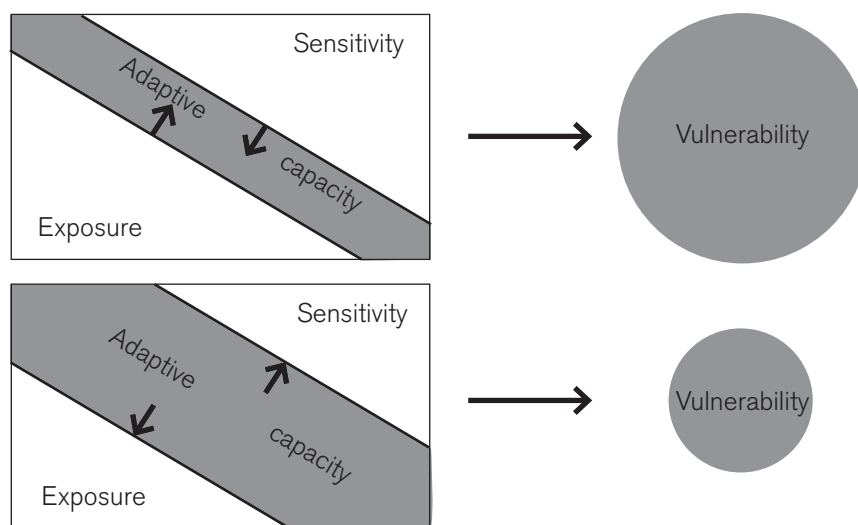 Sensitivity
Adaptive
capacity
Exposure
Vulnerability
Sensitivity
Adaptive
capacity
Exposure
Vulnerability